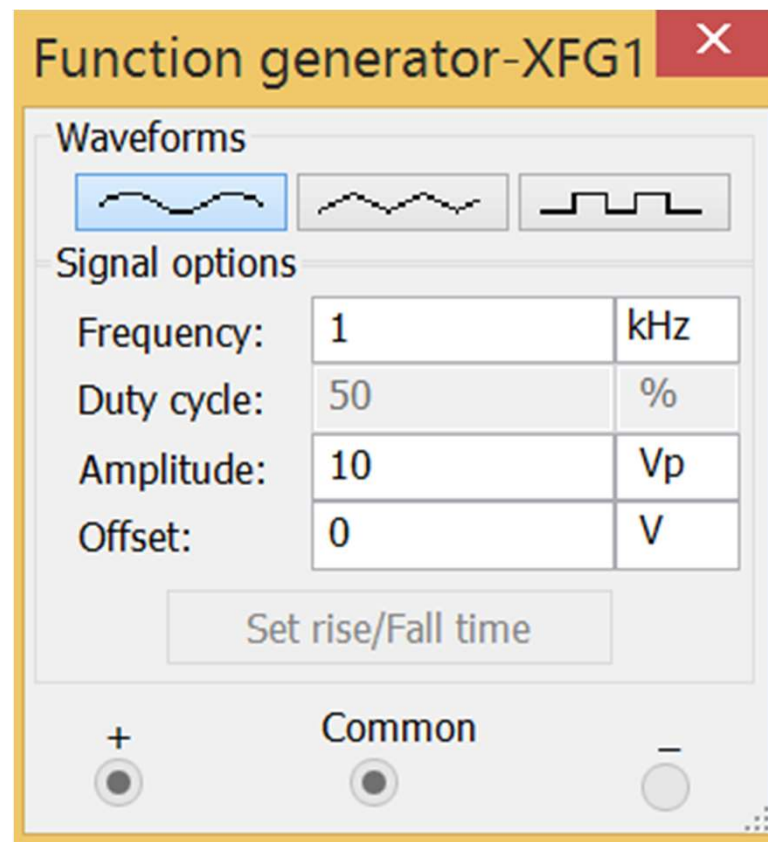 Function generator-XFG1
Waveforms
Signal options
Frequency: 1 kHz
Duty cycle: 50 %
Amplitude: 10 Vp
Offset: 0 V
Set rise/Fall time
+ Common −